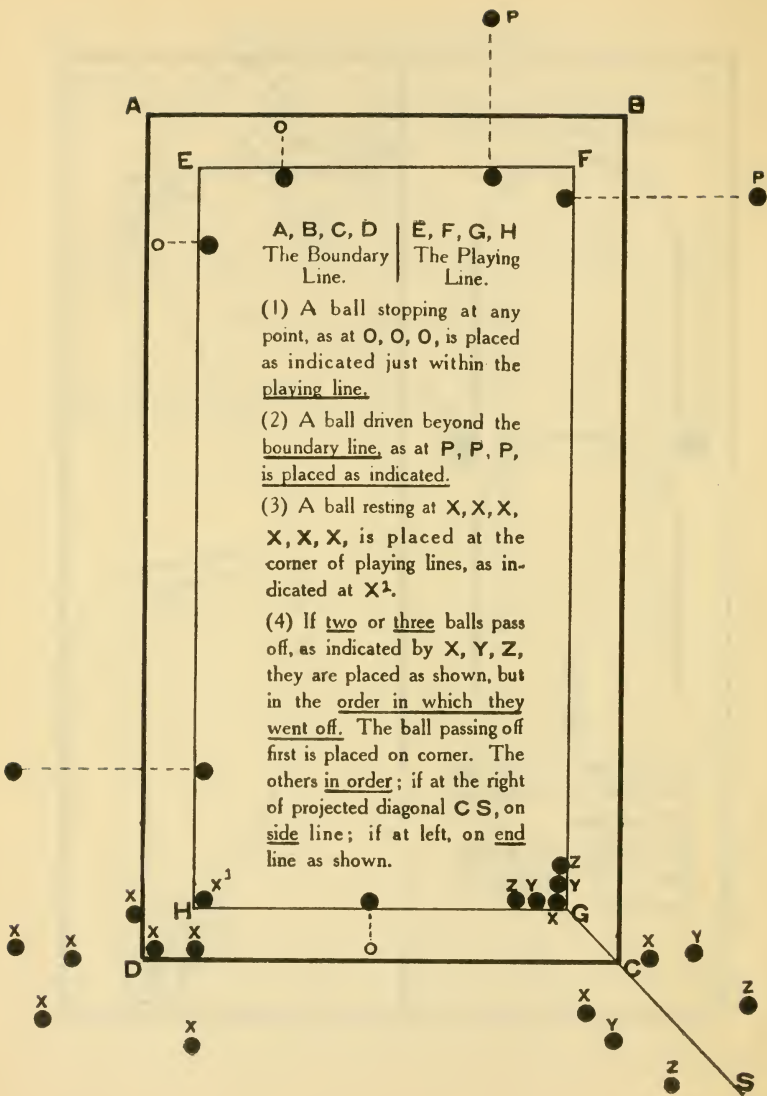 P
A B
O
E F
P
A, B, C, D | E, F, G, H
The Boundary The Playing
Line. Line.
O
(1) A ball stopping at any
point, as at O, O, O, is placed
as indicated just within the
playing line.
(2) A ball driven beyond the
boundary line, as at P, P, P,
is placed as indicated.
(3) A ball resting at X, X, X,
X, X, X, is placed at the
corner of playing lines, as in-
dicated at X1.
(4) If two or three balls pass
off, as indicated by X, Y, Z,
they are placed as shown, but
in the order in which they
went off. The ball passing off
first is placed on corner. The
others in order; if at the right
of projected diagonal C S, on
side line; if at left, on end
line as shown.
Z
X1 Z Y Y
X H X G
X X X X O X Y
D C
X X X Y Z
Z S